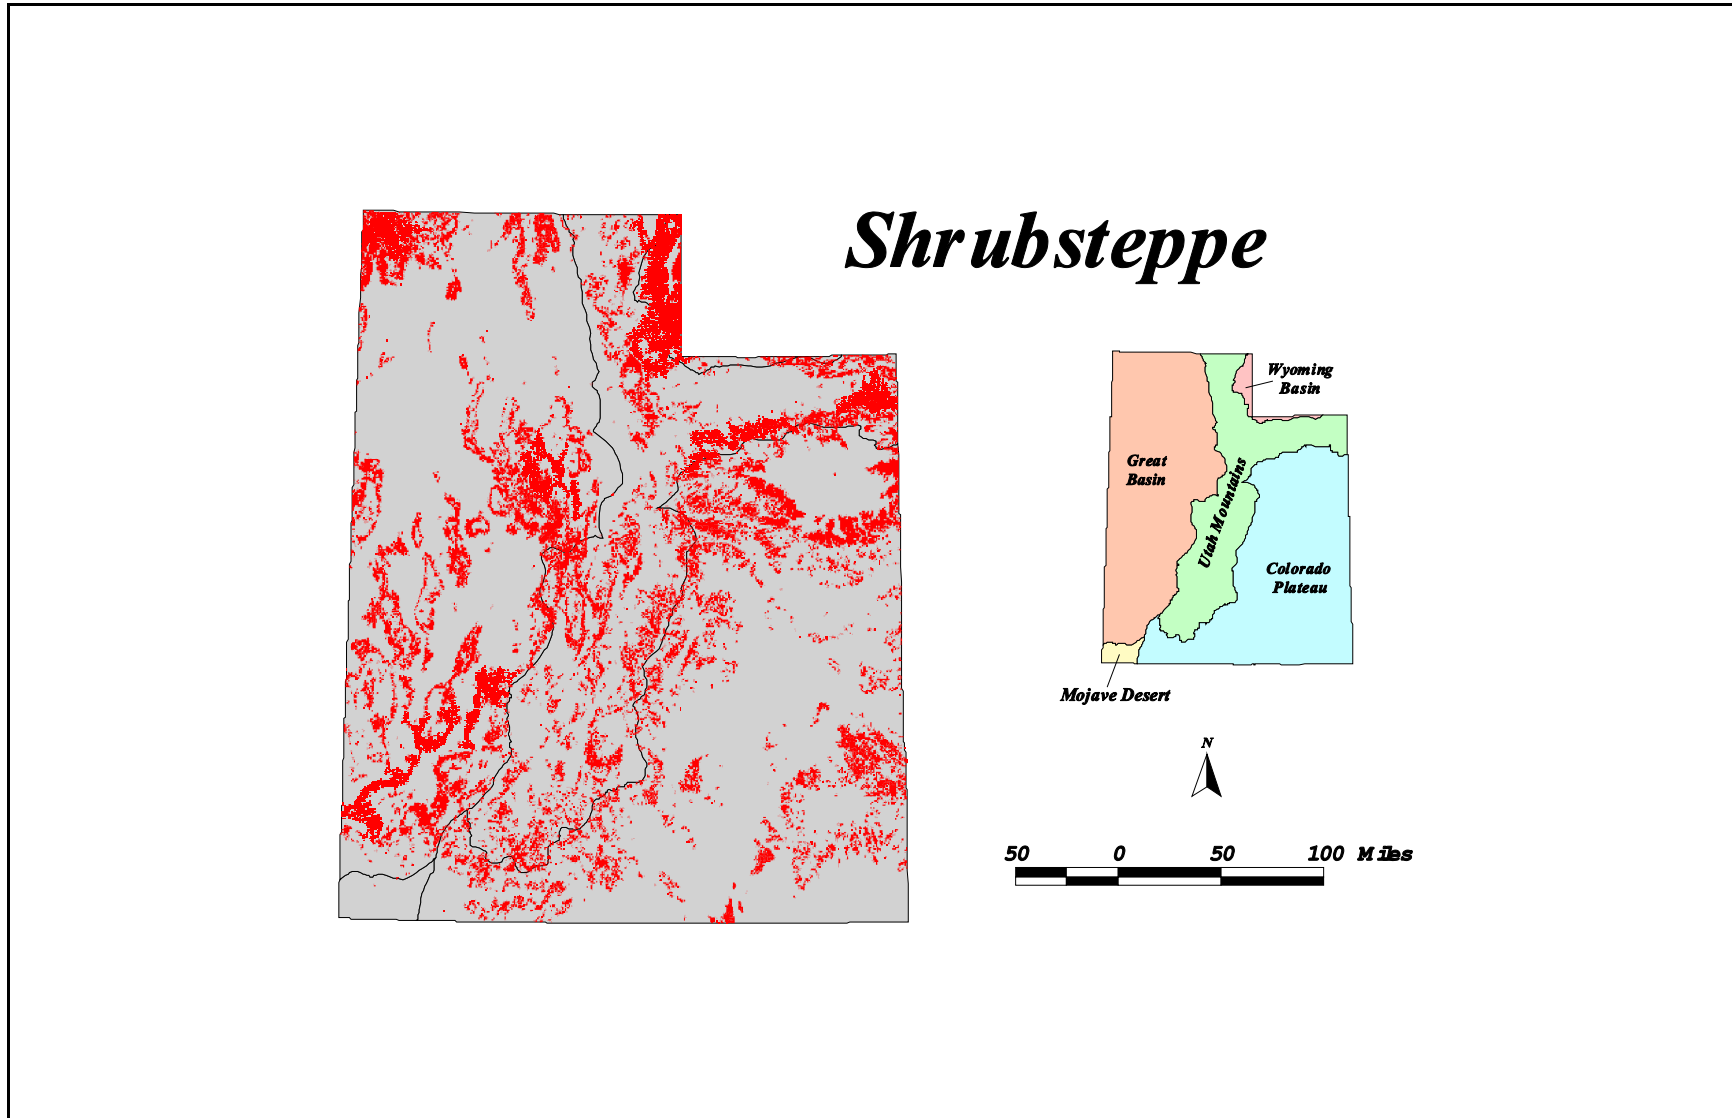 Shrubsteppe
Wyoming
Basin
Great
Basin
Utah Mountains
Colorado
Plateau
Mojave Desert
N
50 0 50 100 Miles